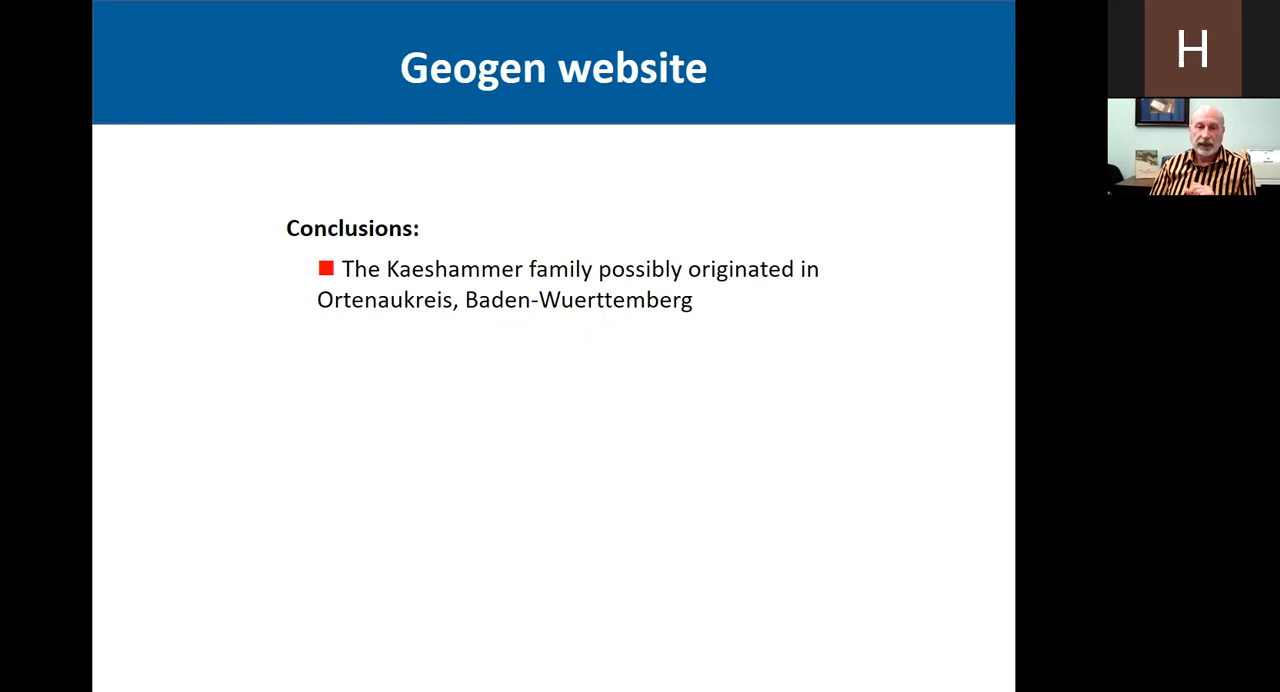 Geogen website
H
Conclusions:
The Kaeshammer family possibly originated in
Ortenaukreis, Baden-Wuerttemberg